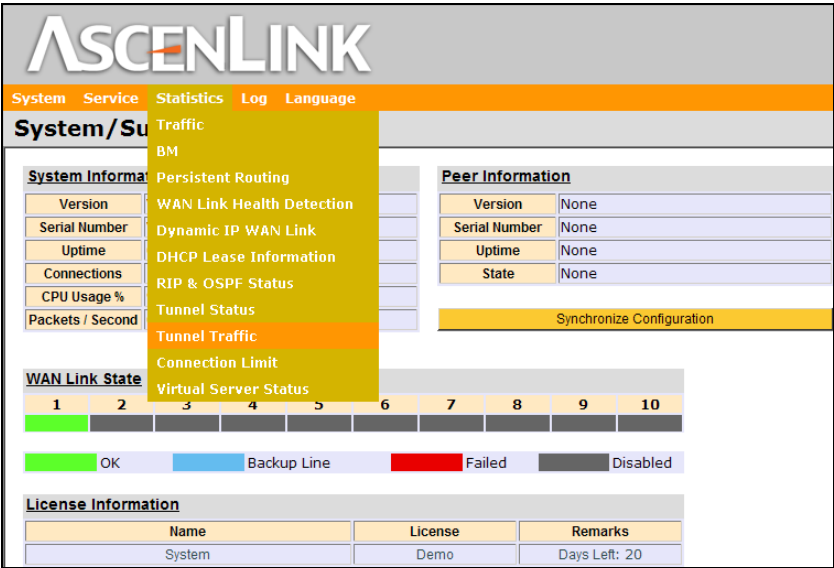 ASCENLINK
System Service Statistics Log Language
System/Su
Traffic
BM
Persistent Routing
WAN Link Health Detection
Dynamic IP WAN Link
DHCP Lease Information
RIP & OSPF Status
Tunnel Status
Tunnel Traffic
Connection Limit
Virtual Server Status
System Informat
Version
Serial Number
Uptime
Connections
CPU Usage %
Packets / Second
Peer Information
Version None
Serial Number None
Uptime None
State None
Synchronize Configuration
WAN Link State
1 2 3 4 5 6 7 8 9 10
OK Backup Line Failed Disabled
License Information
Name License Remarks
System Demo Days Left: 20